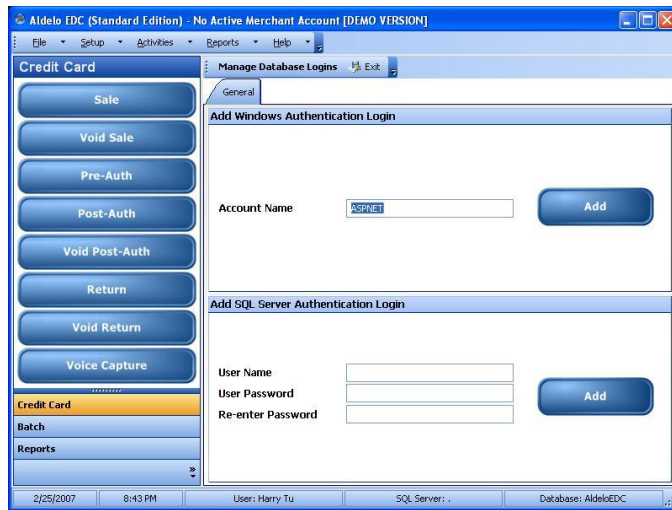 Aldelo EDC (Standard Edition) - No Active Merchant Account [DEMO VERSION]
File Setup Activities Reports Help
Credit Card
Sale
Void Sale
Pre-Auth
Post-Auth
Void Post-Auth
Return
Void Return
Voice Capture
Credit Card
Batch
Reports
Manage Database Logins Exit
General
Add Windows Authentication Login
Account Name ASPNET Add
Add SQL Server Authentication Login
User Name
User Password
Re-enter Password
Add
2/25/2007 8:43 PM User: Harry Tu SQL Server: . Database: AldeloEDC